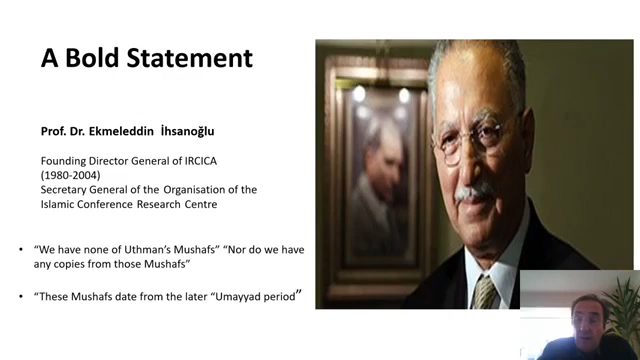 A Bold Statement
Prof. Dr. Ekmeleddin İhsanoğlu
Founding Director General of IRCICA
(1980-2004)
Secretary General of the Organisation of the
Islamic Conference Research Centre
• “We have none of Uthman’s Mushafs” “Nor do we have
any copies from those Mushafs”
• “These Mushafs date from the later “Umayyad period”